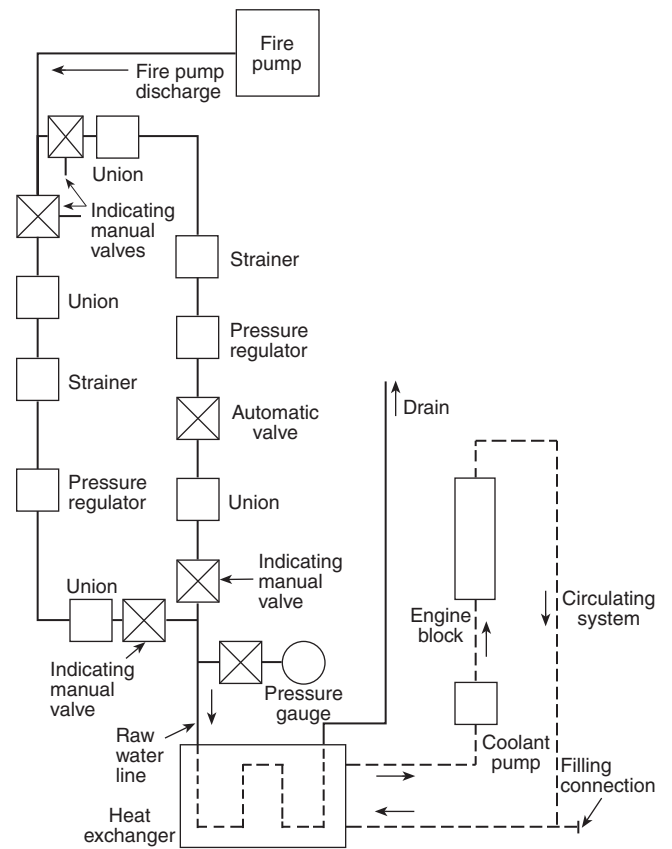 Fire
pump
Fire pump
discharge
Union
Indicating
manual
valves
Strainer
Union
Pressure
regulator
Strainer
Automatic
valve
Drain
Pressure
regulator
Union
Indicating
manual
valve
Union
Engine
block
Circulating
system
Indicating
manual
valve
Pressure
gauge
Raw
water
line
Coolant
pump
Filling
connection
Heat
exchanger